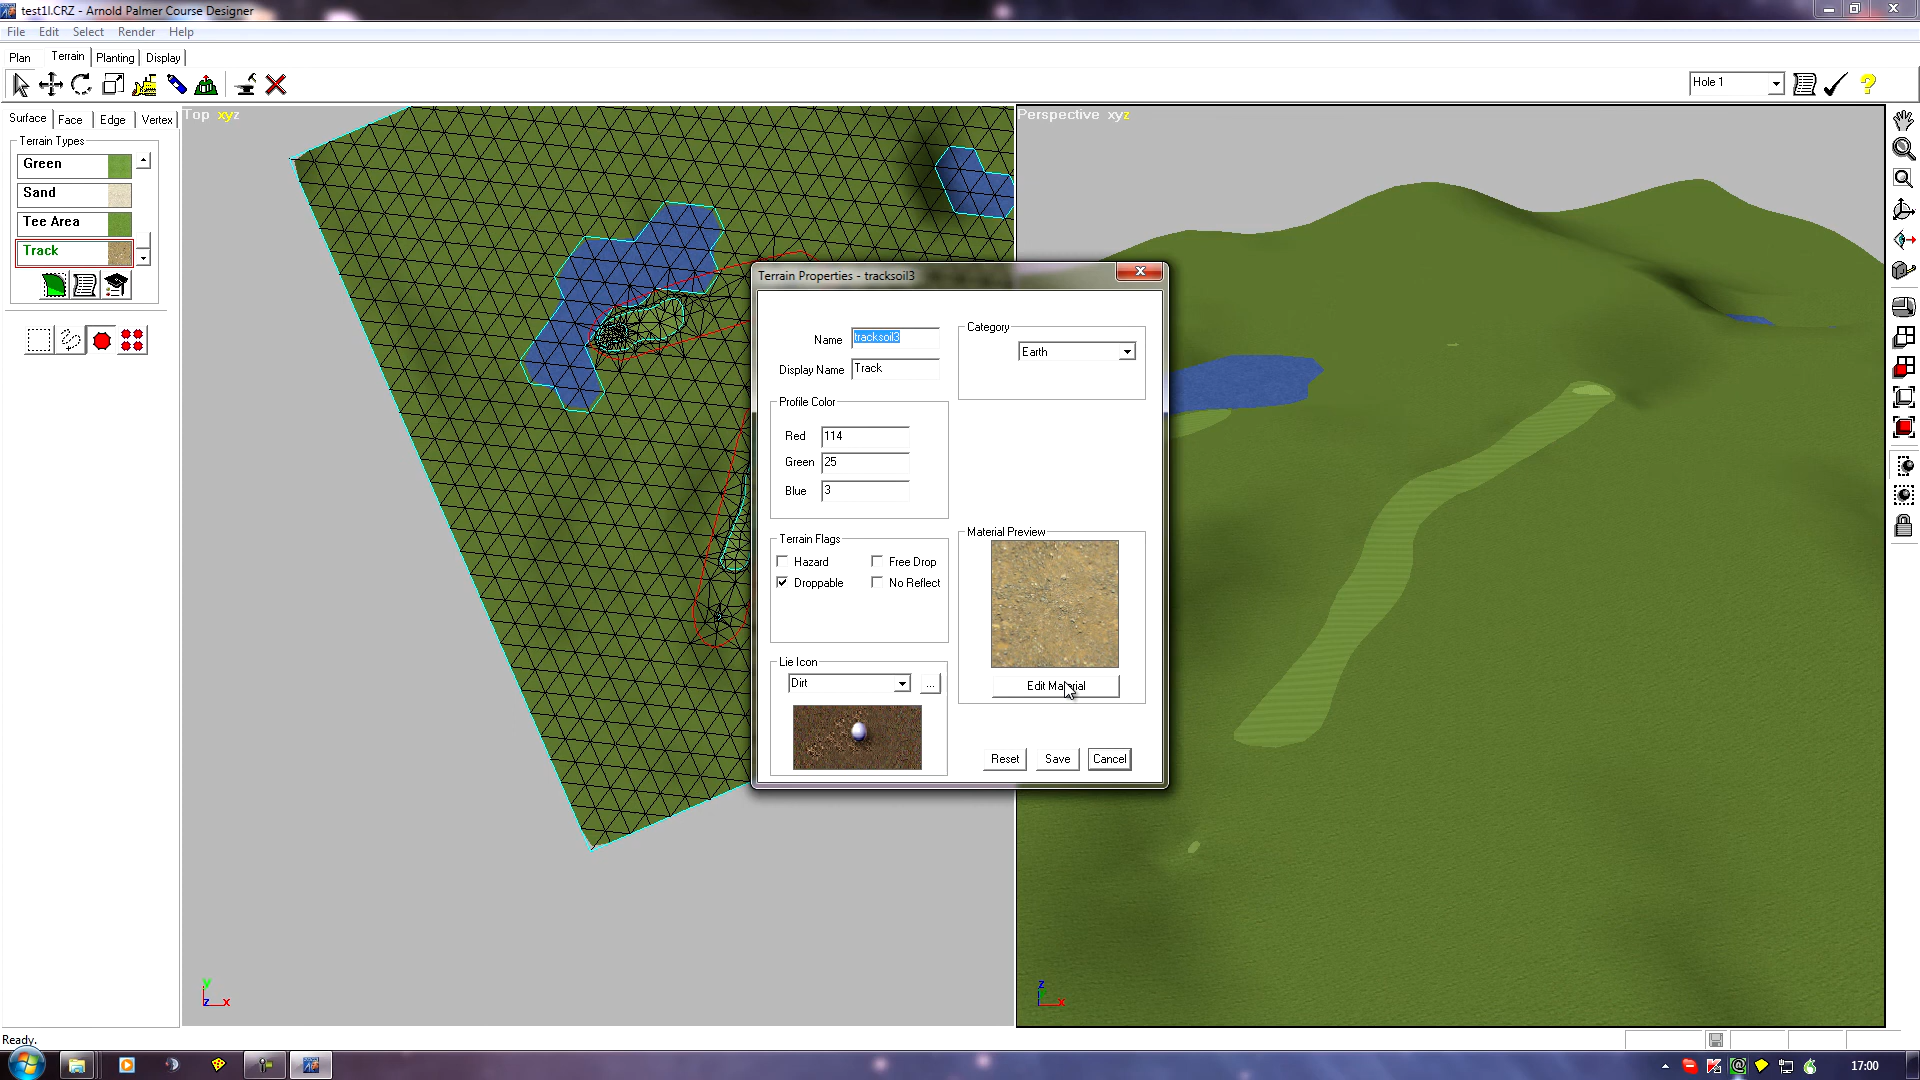 test1l.CRZ - Arnold Palmer Course Designer
File Edit Select Render Help
Plan Terrain Planting Display
Hole 1
Surface Face Edge Vertex
Terrain Types
Green
Sand
Tee Area
Track
Top xyz
Perspective xyz
Terrain Properties - tracksoil3
Name tracksoil3
Display Name Track
Category
Earth
Profile Color
Red 114
Green 25
Blue 3
Terrain Flags
Hazard Free Drop
Droppable No Reflect
Material Preview
Edit Material
Lie Icon
Dirt ...
Reset Save Cancel
y
z x
z
x
Ready.
17:00